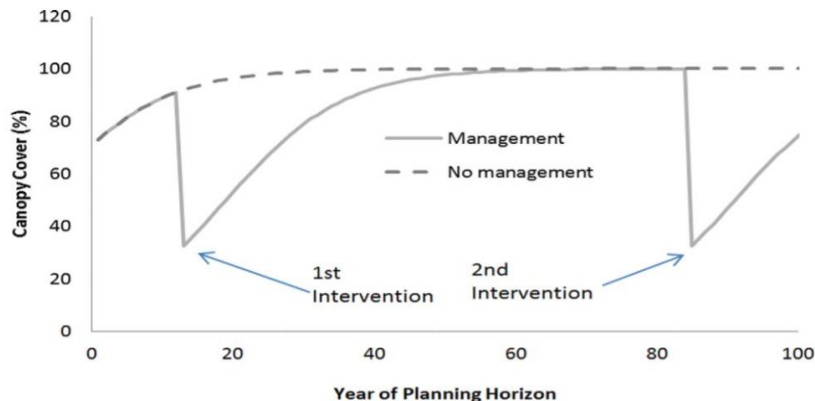 120
100
80
60
40
20
0
Canopy Cover (%)
Management
No management
1st
Intervention
2nd
Intervention
0 20 40 60 80 100
Year of Planning Horizon